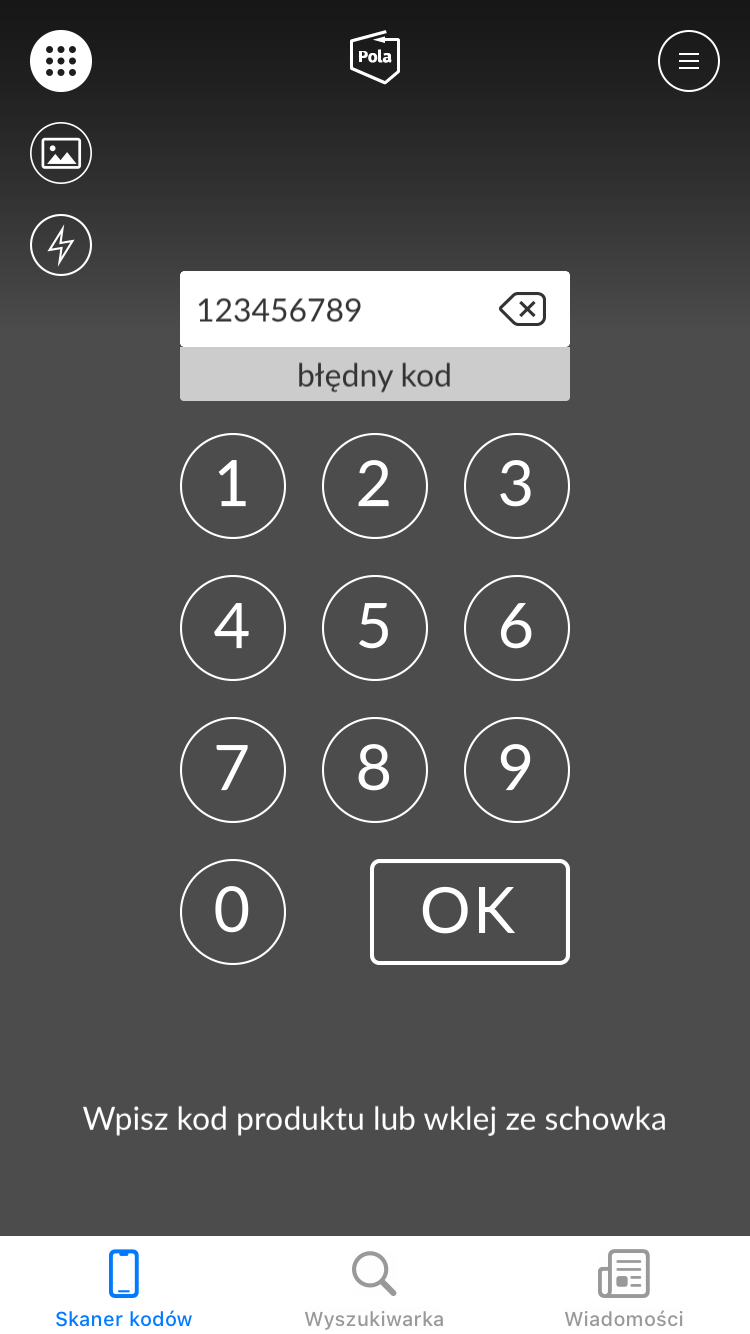 Pola
123456789
błędny kod
1 2 3
4 5 6
7 8 9
0 OK
Wpisz kod produktu lub wklej ze schowka
Skaner kodów Wyszukiwarka Wiadomości